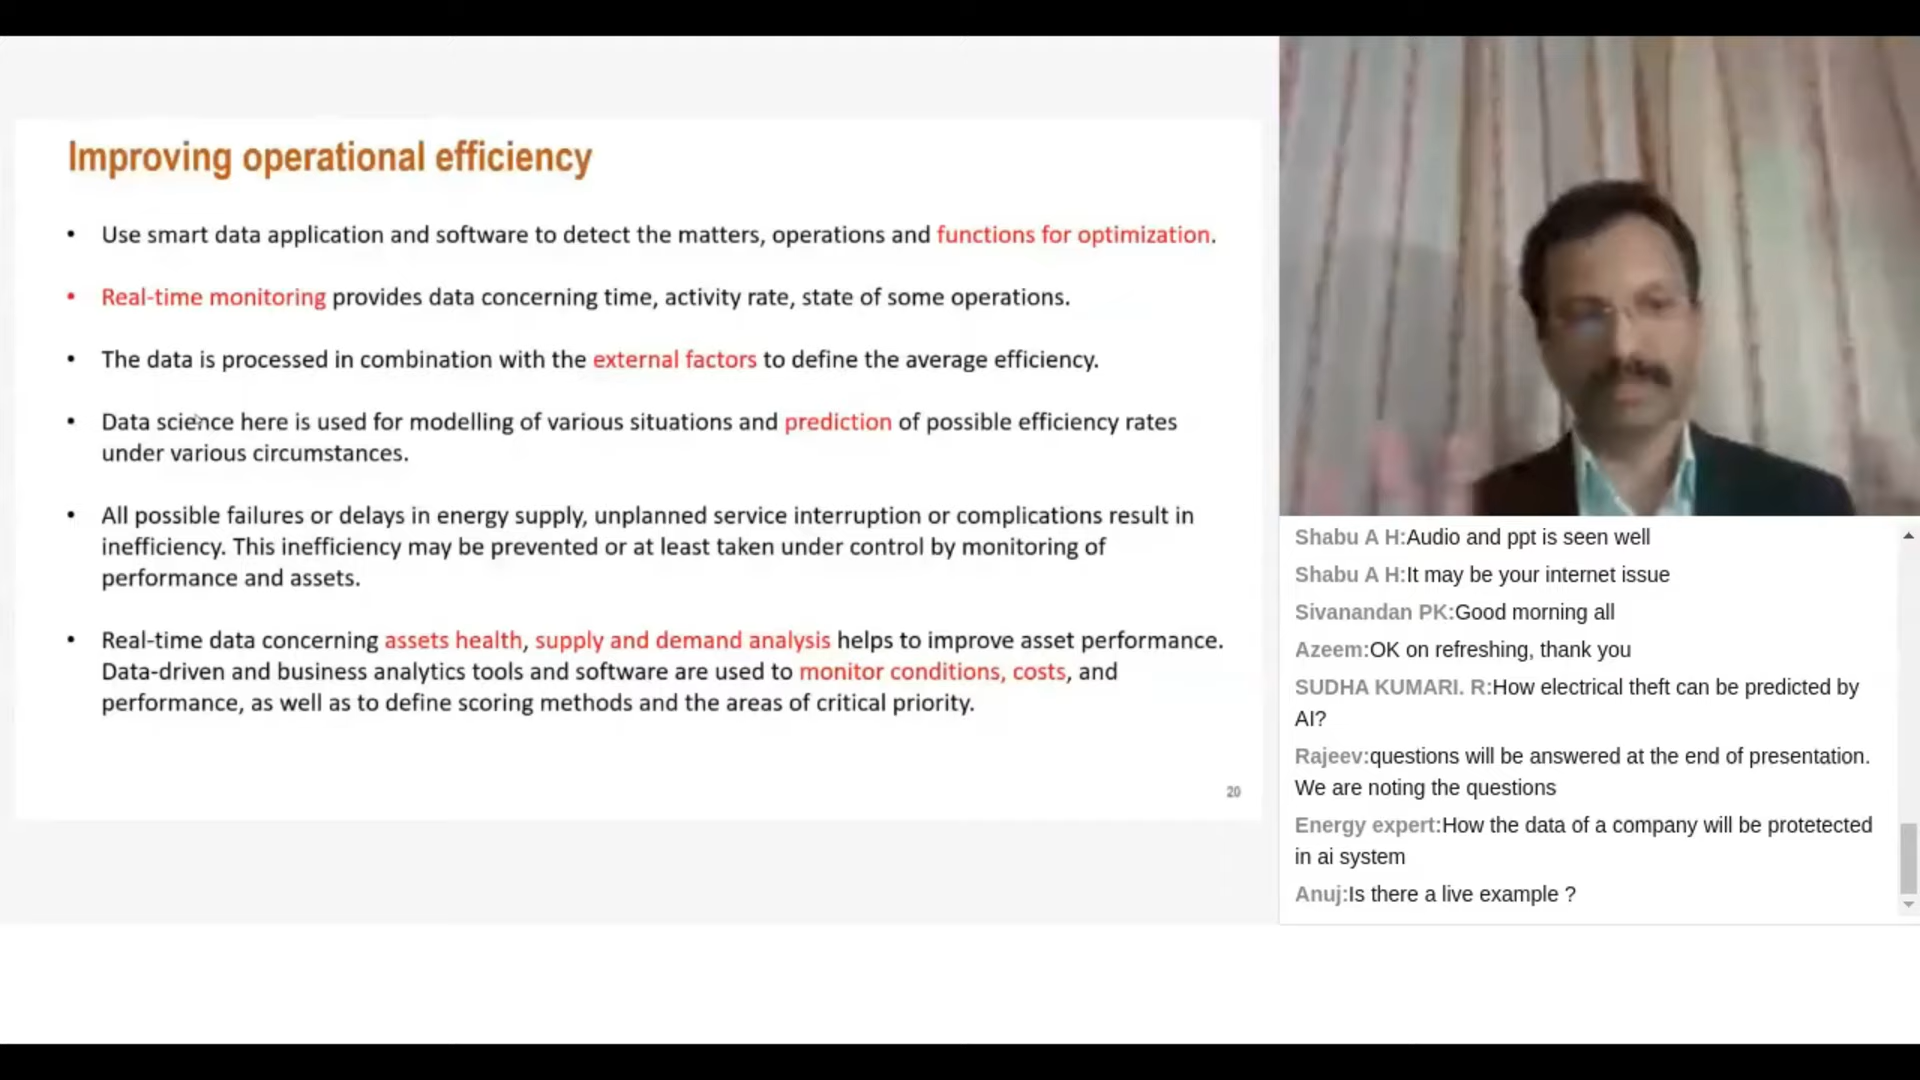 Improving operational efficiency
• Use smart data application and software to detect the matters, operations and functions for optimization.
• Real-time monitoring provides data concerning time, activity rate, state of some operations.
• The data is processed in combination with the external factors to define the average efficiency.
• Data science here is used for modelling of various situations and prediction of possible efficiency rates
under various circumstances.
• All possible failures or delays in energy supply, unplanned service interruption or complications result in
inefficiency. This inefficiency may be prevented or at least taken under control by monitoring of
performance and assets.
• Real-time data concerning assets health, supply and demand analysis helps to improve asset performance.
Data-driven and business analytics tools and software are used to monitor conditions, costs, and
performance, as well as to define scoring methods and the areas of critical priority.
20
Shabu A H:Audio and ppt is seen well
Shabu A H:It may be your internet issue
Sivanandan PK:Good morning all
Azeem:OK on refreshing, thank you
SUDHA KUMARI. R:How electrical theft can be predicted by
AI?
Rajeev:questions will be answered at the end of presentation.
We are noting the questions
Energy expert:How the data of a company will be protetected
in ai system
Anuj:Is there a live example ?